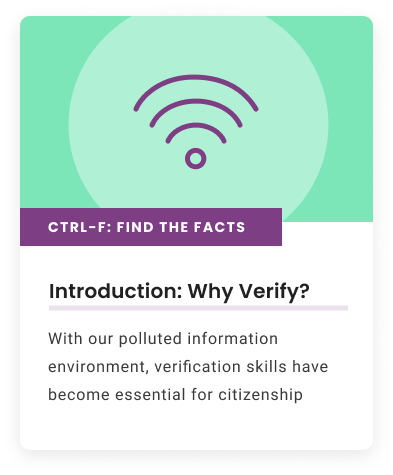 CTRL-F: FIND THE FACTS
Introduction: Why Verify?
With our polluted information
environment, verification skills have
become essential for citizenship